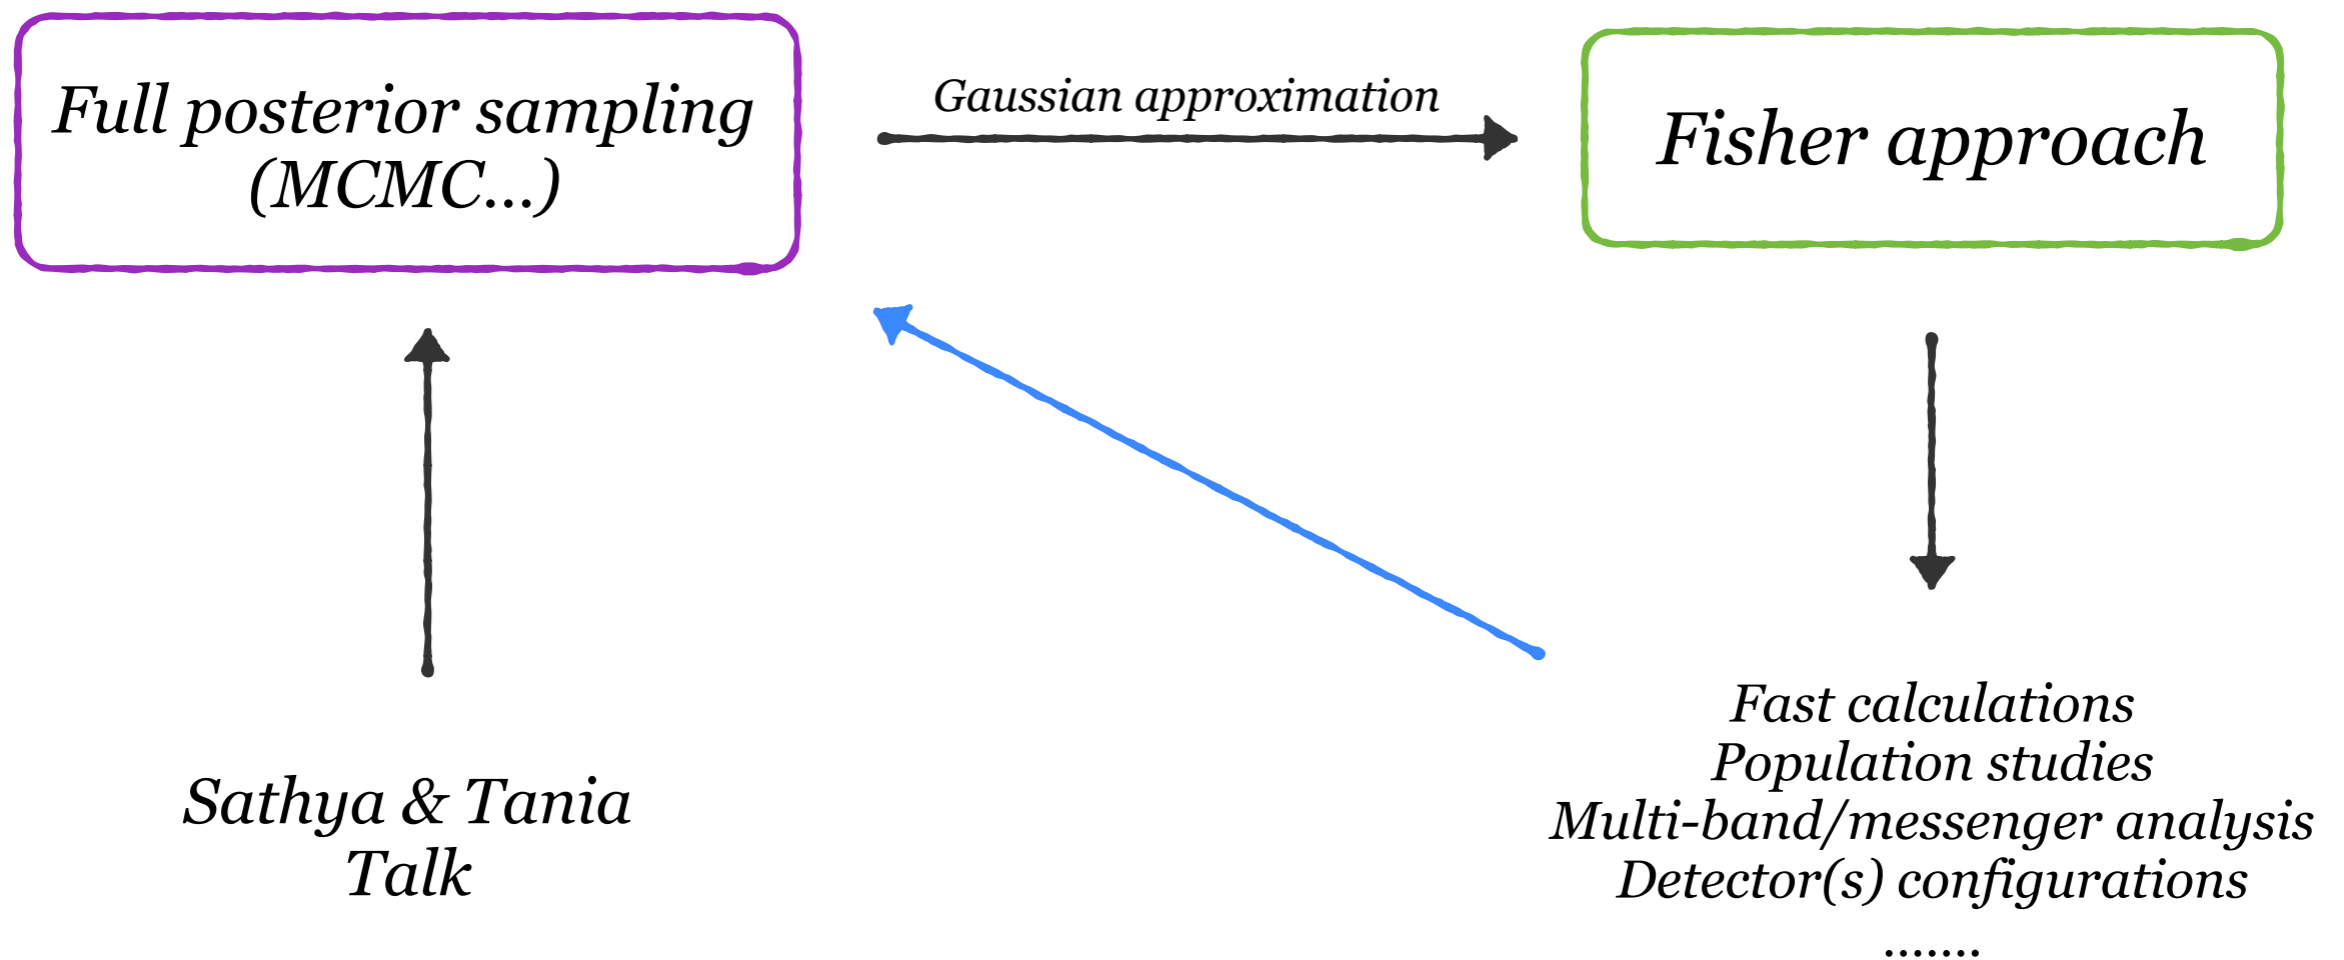 Full posterior sampling
(MCMC...)
Gaussian approximation
Fisher approach
Sathya & Tania
Talk
Fast calculations
Population studies
Multi-band/messenger analysis
Detector(s) configurations
.......